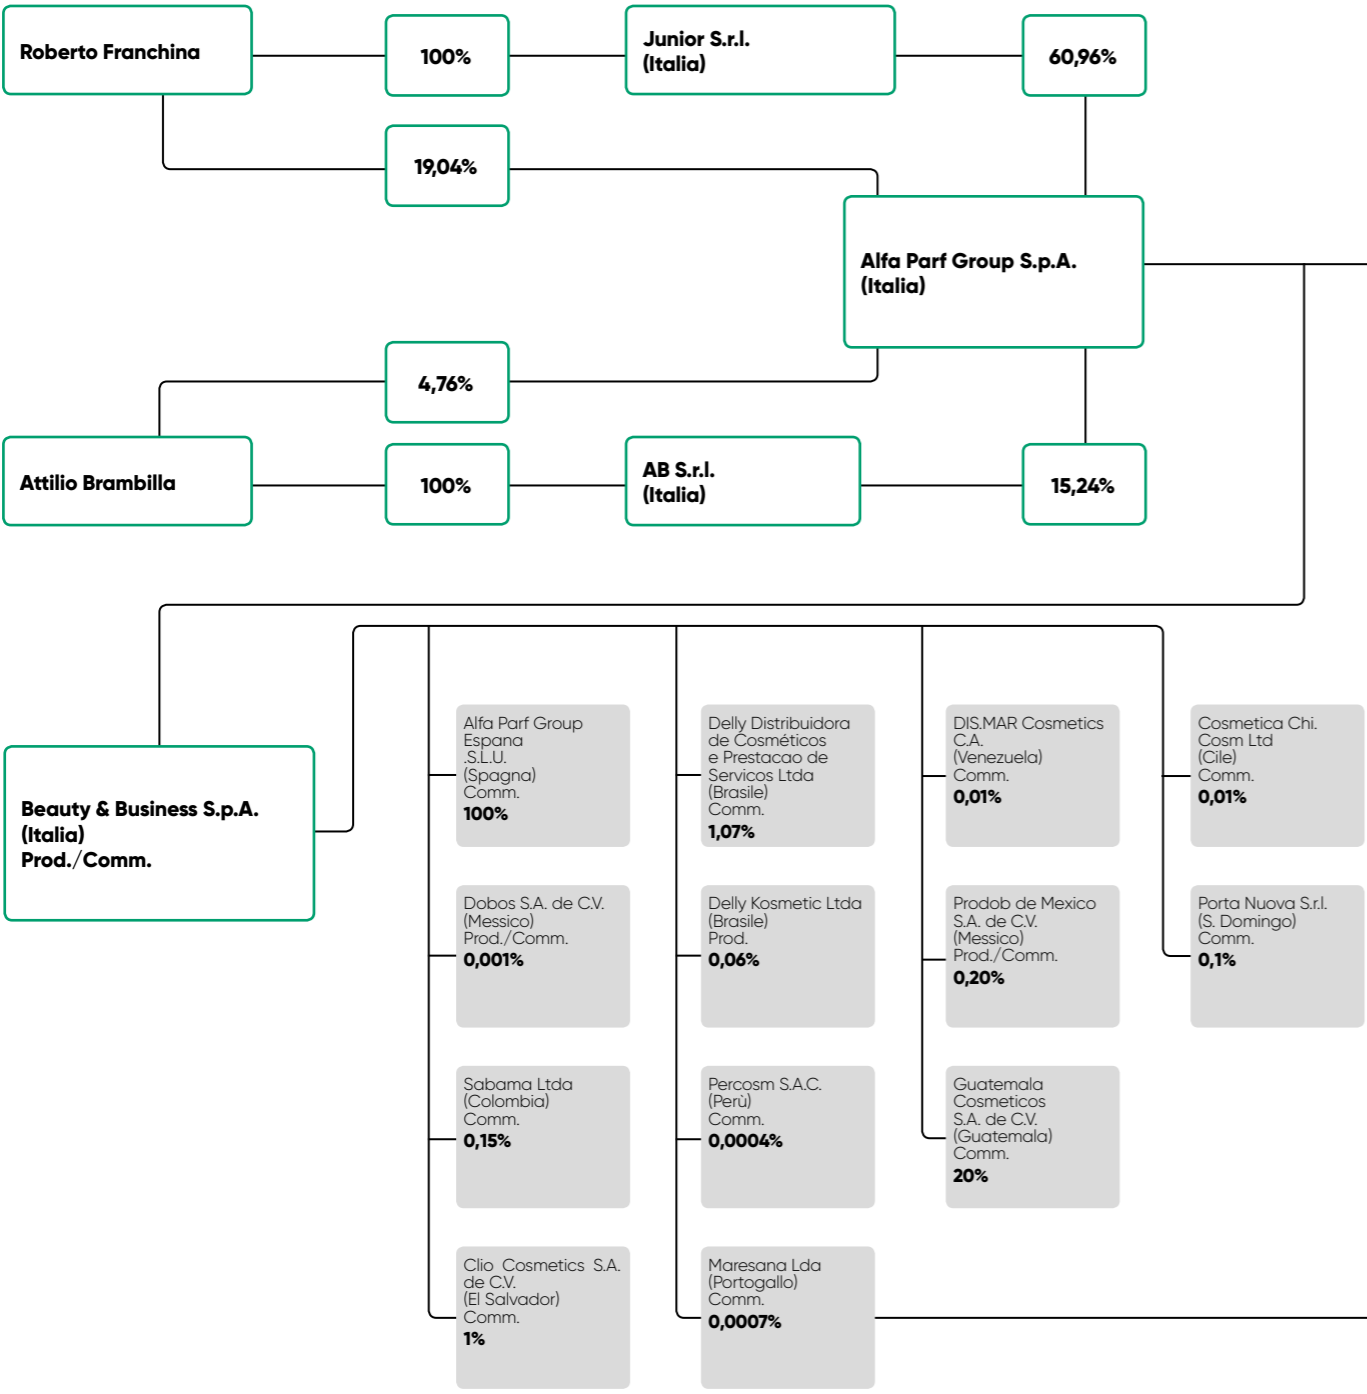 Roberto Franchina
100%
Junior S.r.l.
(Italia)
60,96%
19,04%
Alfa Parf Group S.p.A.
(Italia)
4,76%
Attilio Brambilla
100%
AB S.r.l.
(Italia)
15,24%
Beauty & Business S.p.A.
(Italia)
Prod./Comm.
Alfa Parf Group
Espana
.S.L.U.
(Spagna)
Comm.
100%
Delly Distribuidora
de Cosméticos
e Prestacao de
Servicos Ltda
(Brasile)
Comm.
1,07%
DIS.MAR Cosmetics
C.A.
(Venezuela)
Comm.
0,01%
Cosmetica Chi.
Cosm Ltd
(Cile)
Comm.
0,01%
Dobos S.A. de C.V.
(Messico)
Prod./Comm.
0,001%
Delly Kosmetic Ltda
(Brasile)
Prod.
0,06%
Prodob de Mexico
S.A. de C.V.
(Messico)
Prod./Comm.
0,20%
Porta Nuova S.r.l.
(S. Domingo)
Comm.
0,1%
Sabama Ltda
(Colombia)
Comm.
0,15%
Percosm S.A.C.
(Perù)
Comm.
0,0004%
Guatemala
Cosmeticos
S.A. de C.V.
(Guatemala)
Comm.
20%
Clio Cosmetics S.A.
de C.V.
(El Salvador)
Comm.
1%
Maresana Lda
(Portogallo)
Comm.
0,0007%